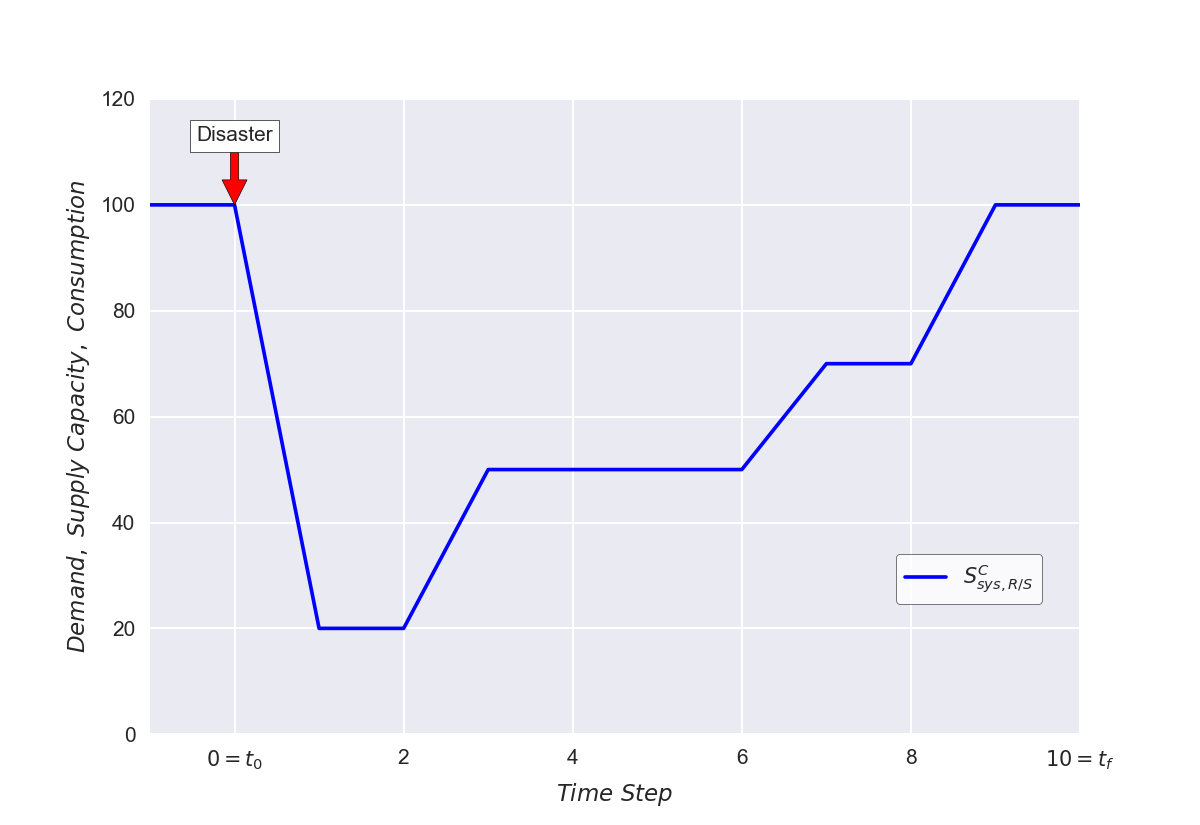 120
Disaster
100
80
60
40
20
0
Demand, Supply Capacity, Consumption
S^C_{sys, R/S}
0 = t_0
2
4
6
8
10 = t_f
Time Step